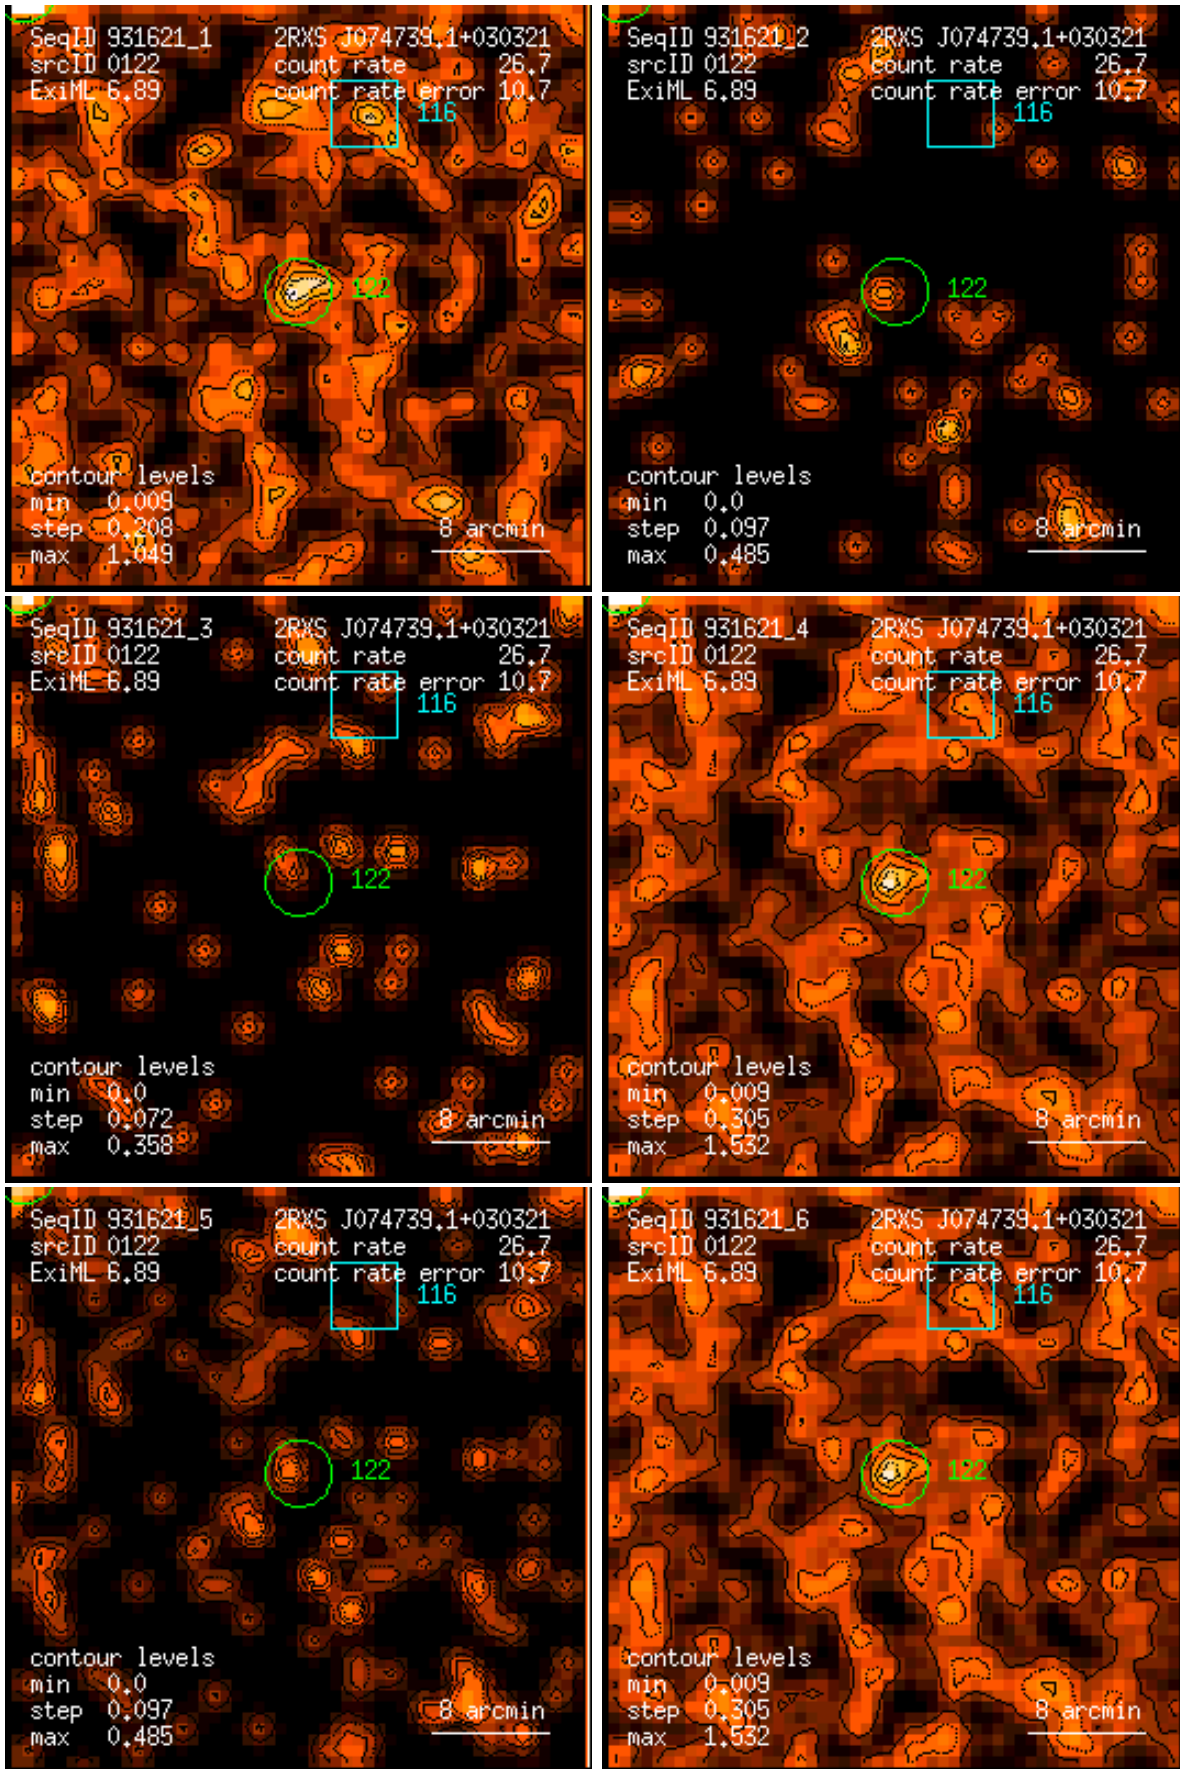 SeqID 931621_1 2RXS J074739.1+030321
srcID 0122 count rate 26.7
ExiML 6.89 count rate error 10.7
116
122
contour levels
min 0.009
step 0.208 8 arcmin
max 1.049
SeqID 931621_2 2RXS J074739.1+030321
srcID 0122 count rate 26.7
ExiML 6.89 count rate error 10.7
116
122
contour levels
min 0.0
step 0.097 8 arcmin
max 0.485
SeqID 931621_3 2RXS J074739.1+030321
srcID 0122 count rate 26.7
ExiML 6.89 count rate error 10.7
116
122
contour levels
min 0.0
step 0.072 8 arcmin
max 0.358
SeqID 931621_4 2RXS J074739.1+030321
srcID 0122 count rate 26.7
ExiML 6.89 count rate error 10.7
116
122
contour levels
min 0.009
step 0.305 8 arcmin
max 1.532
SeqID 931621_5 2RXS J074739.1+030321
srcID 0122 count rate 26.7
ExiML 6.89 count rate error 10.7
116
122
contour levels
min 0.0
step 0.097 8 arcmin
max 0.485
SeqID 931621_6 2RXS J074739.1+030321
srcID 0122 count rate 26.7
ExiML 6.89 count rate error 10.7
116
122
contour levels
min 0.009
step 0.305 8 arcmin
max 1.532